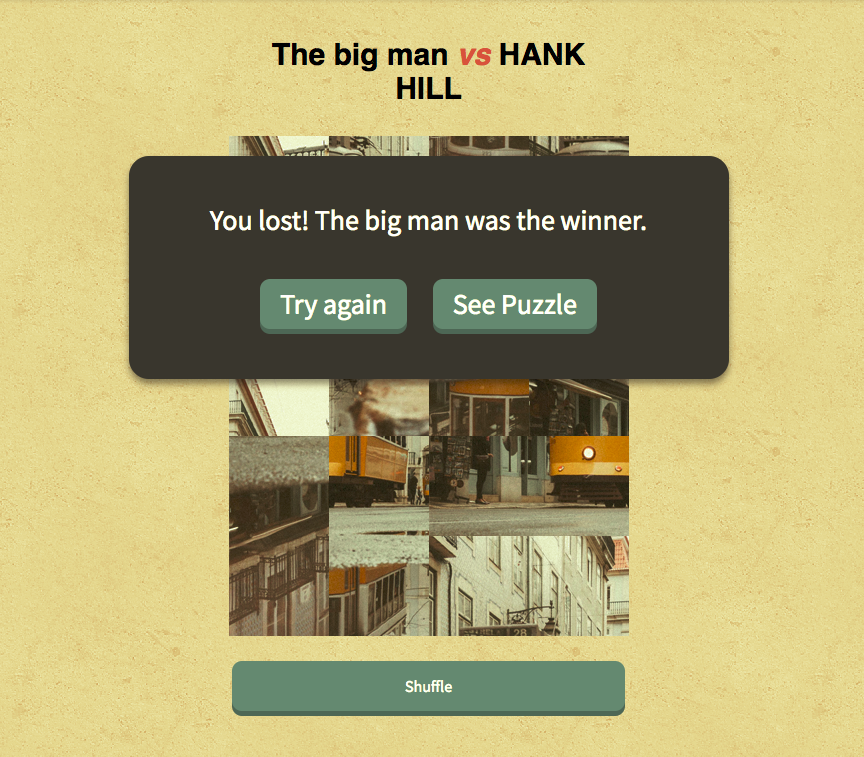 The big man vs HANK
HILL
You lost! The big man was the winner.
Try again
See Puzzle
28
Shuffle